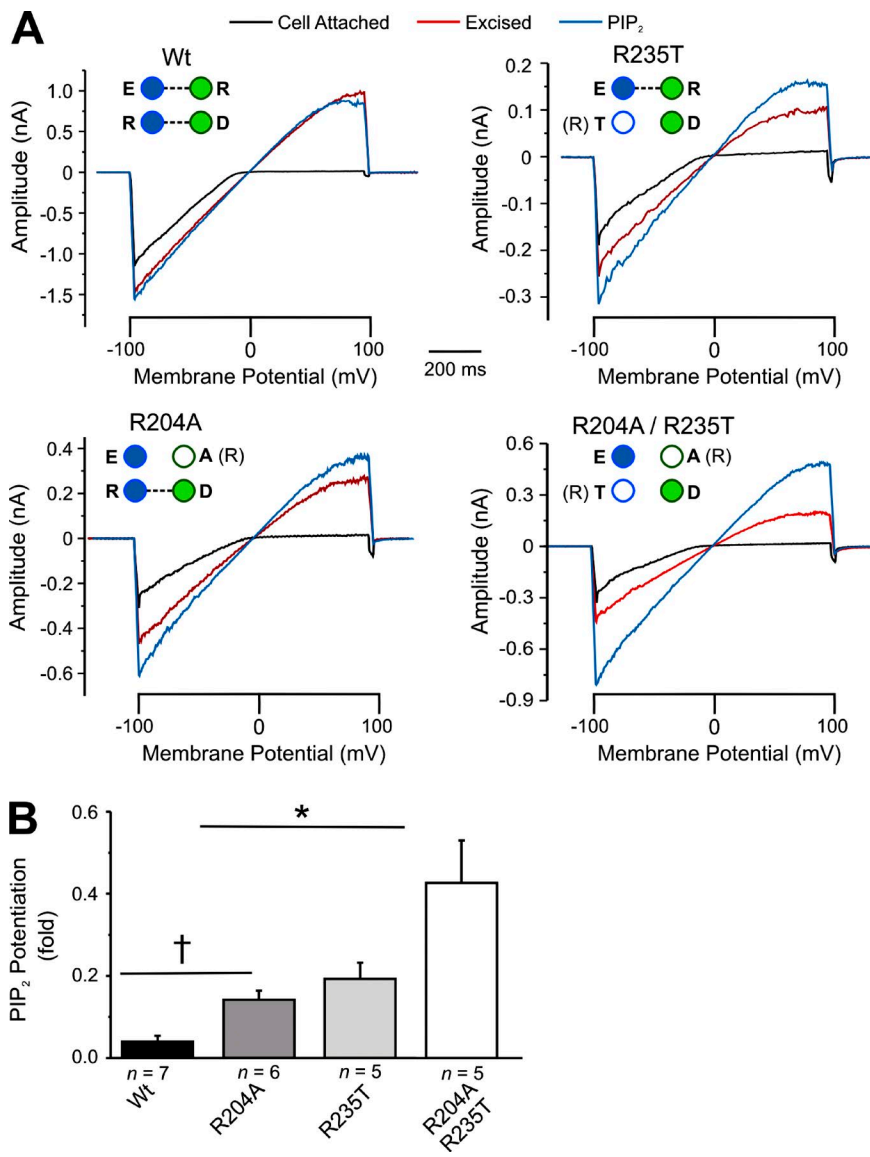 A
Cell Attached Excised PIP₂
Wt
E R
R D
Amplitude (nA)
1.0
0.5
0
-0.5
-1.0
-1.5
-100 0 100
Membrane Potential (mV)
R235T
E R
(R) T D
Amplitude (nA)
0.2
0.1
0
-0.1
-0.2
-0.3
-100 0 100
Membrane Potential (mV)
200 ms
R204A
E A (R)
R D
Amplitude (nA)
0.4
0.2
0
-0.2
-0.4
-0.6
-100 0 100
Membrane Potential (mV)
R204A / R235T
E A (R)
(R) T D
Amplitude (nA)
0.6
0.3
0
-0.3
-0.6
-0.9
-100 0 100
Membrane Potential (mV)
B
PIP₂ Potentiation
(fold)
0.6
0.4
0.2
0.0
*
†
n = 7 n = 6 n = 5 n = 5
Wt
R204A
R235T
R204A
R235T